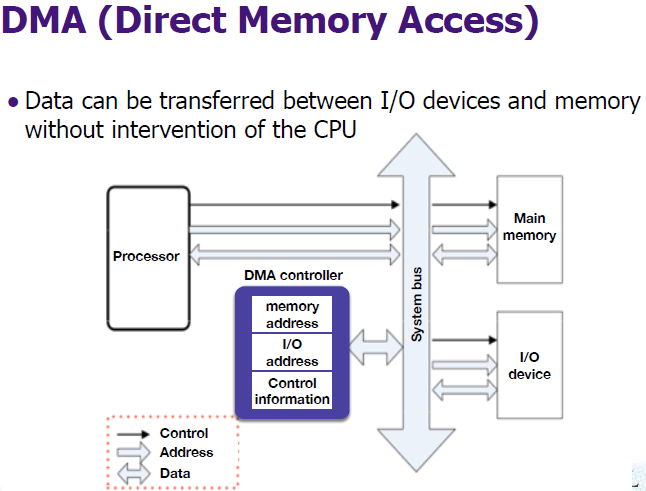 DMA (Direct Memory Access)
• Data can be transferred between I/O devices and memory
without intervention of the CPU
Processor
DMA controller
memory
address
I/O
address
Control
information
System bus
Main
memory
I/O
device
Control
Address
Data